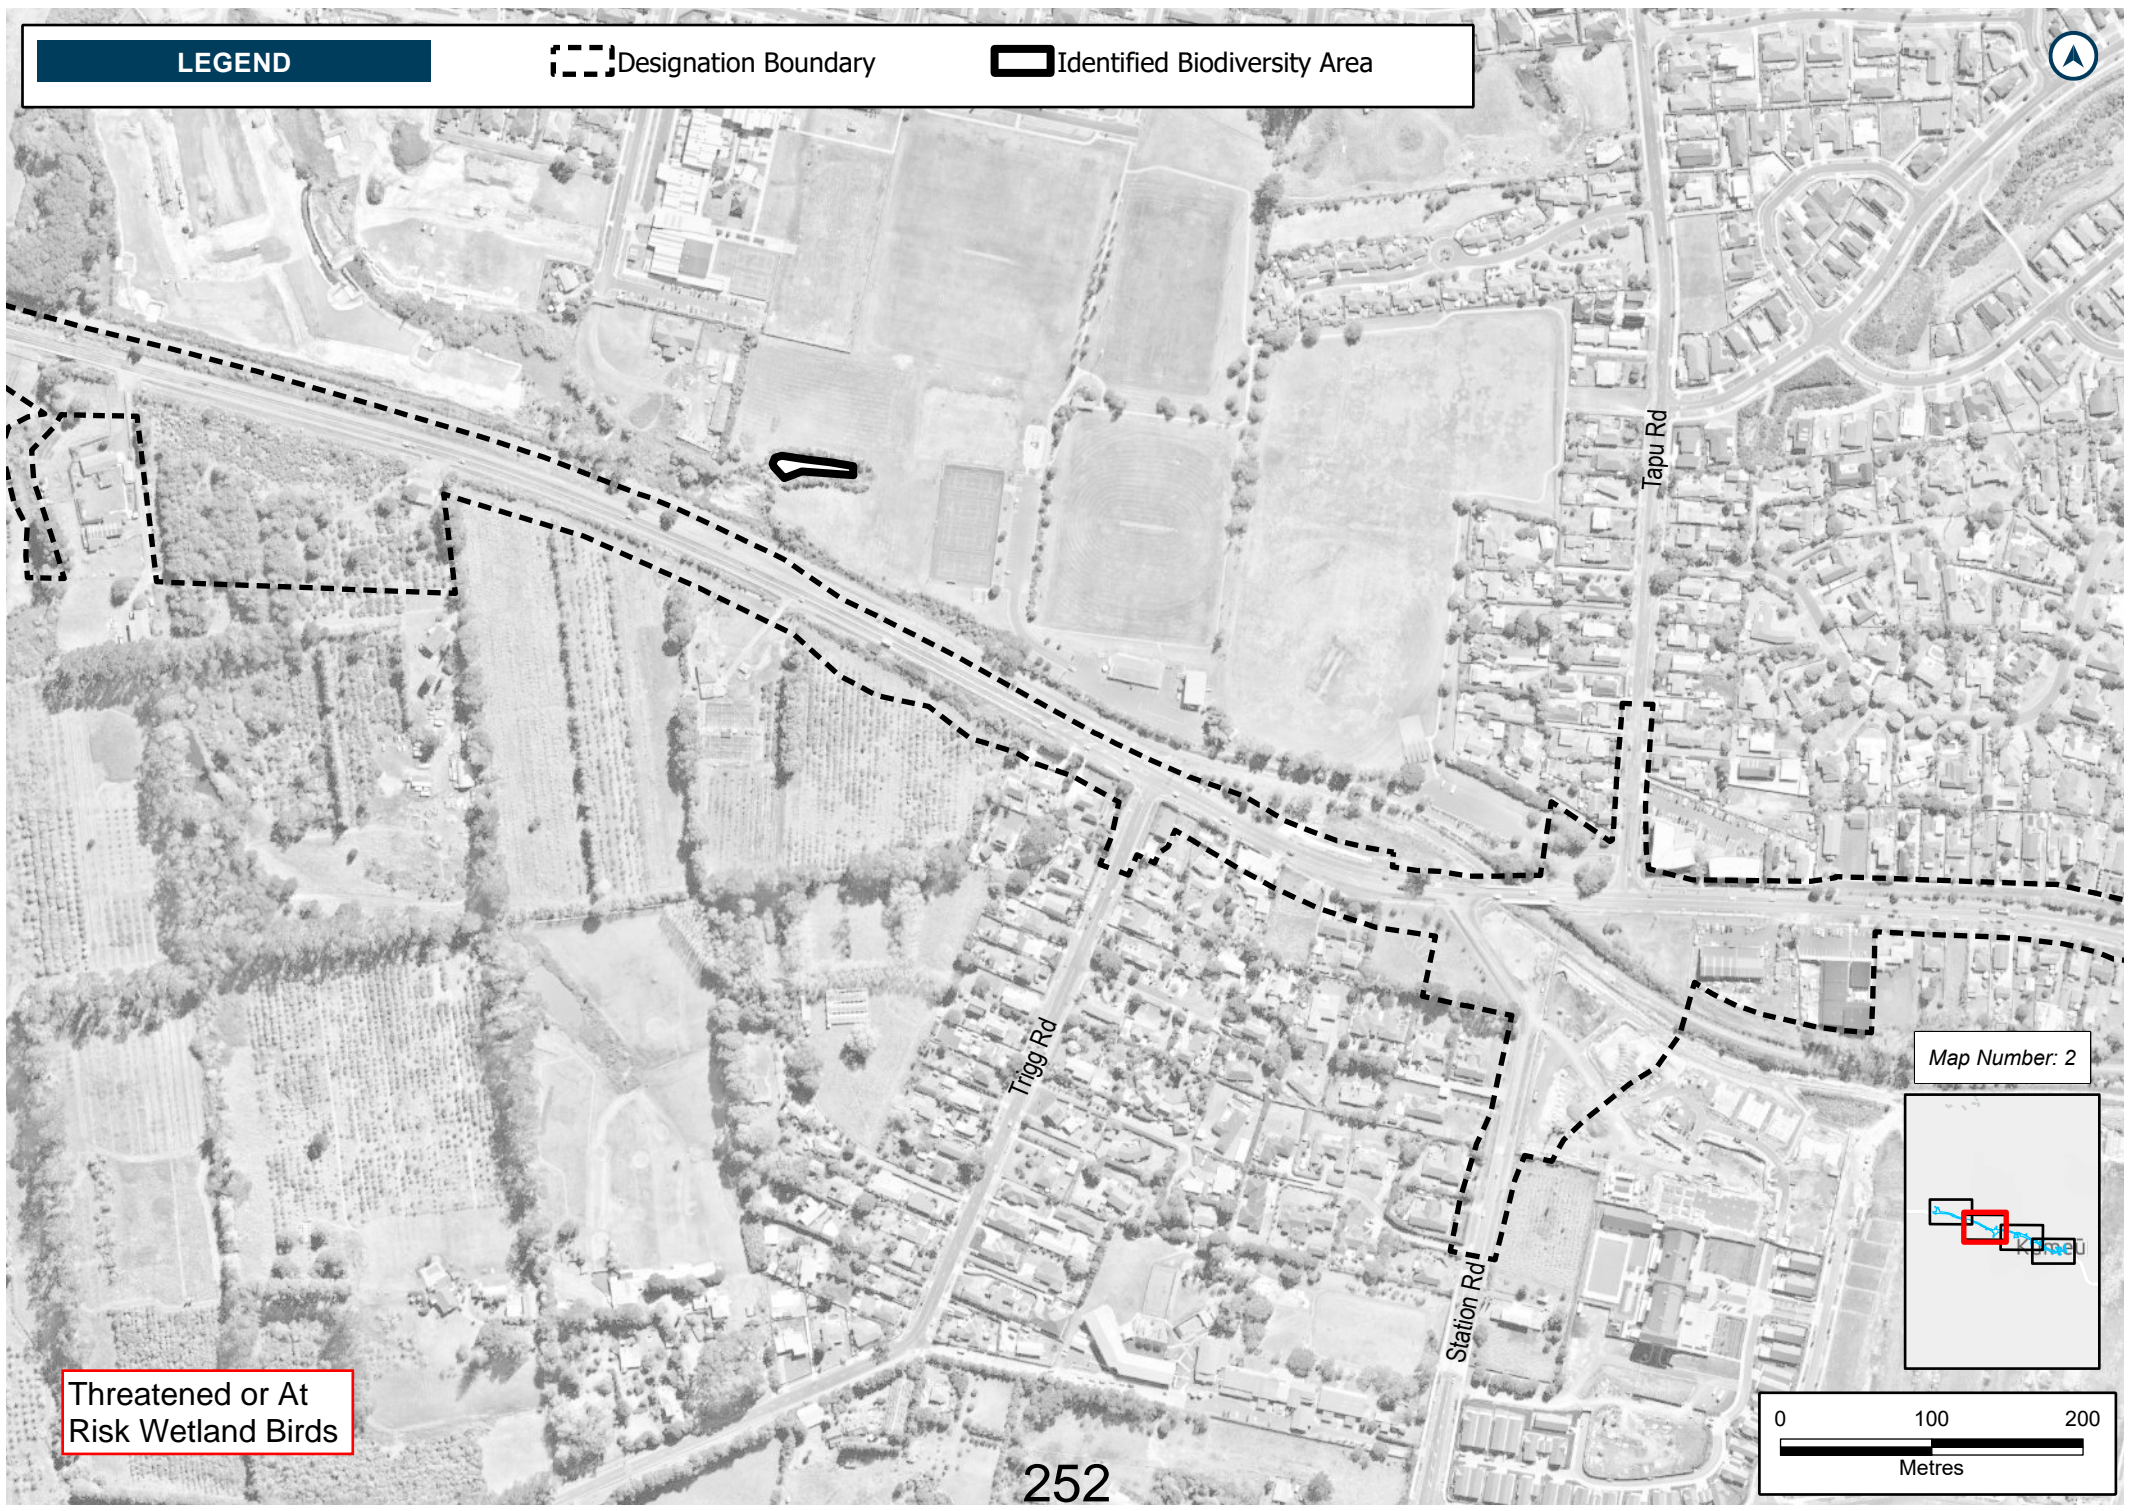 LEGEND
Designation Boundary
Identified Biodiversity Area
Tapu Rd
Trigg Rd
Station Rd
Map Number: 2
Kumeū
Threatened or At
Risk Wetland Birds
0 100 200
Metres
252